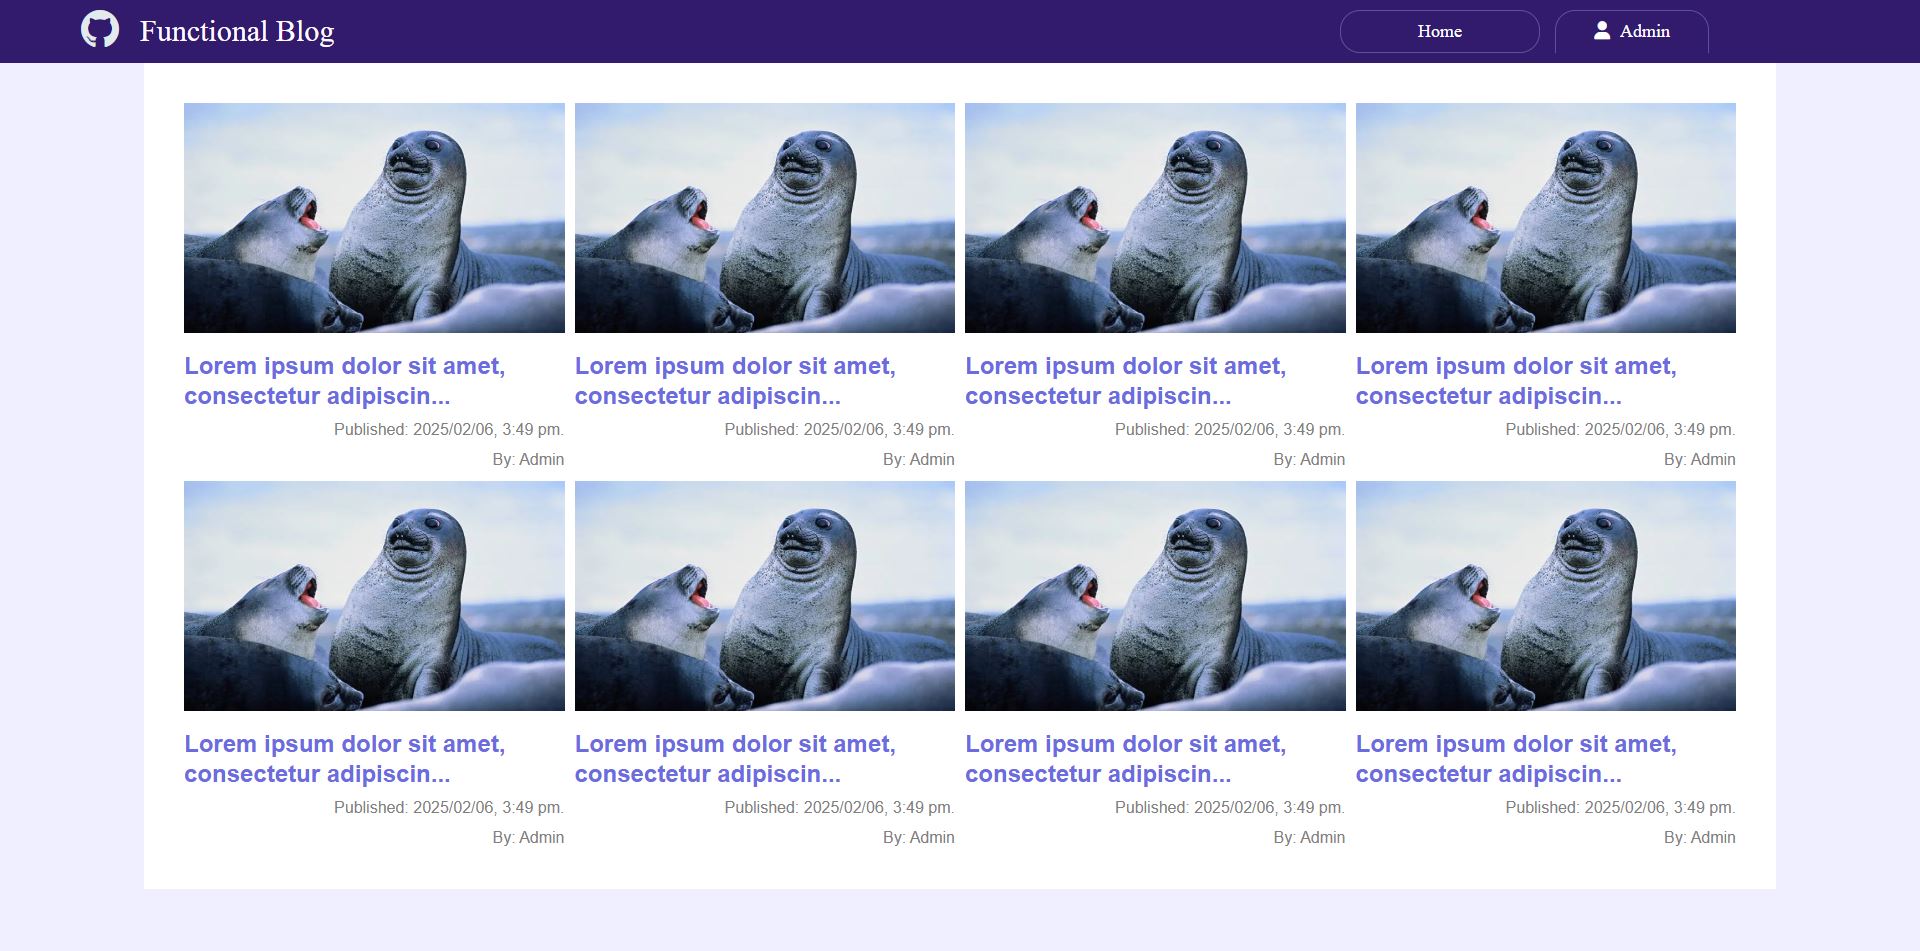 Functional Blog
Home
Admin
Lorem ipsum dolor sit amet,
consectetur adipiscin...
Published: 2025/02/06, 3:49 pm.
By: Admin
Lorem ipsum dolor sit amet,
consectetur adipiscin...
Published: 2025/02/06, 3:49 pm.
By: Admin
Lorem ipsum dolor sit amet,
consectetur adipiscin...
Published: 2025/02/06, 3:49 pm.
By: Admin
Lorem ipsum dolor sit amet,
consectetur adipiscin...
Published: 2025/02/06, 3:49 pm.
By: Admin
Lorem ipsum dolor sit amet,
consectetur adipiscin...
Published: 2025/02/06, 3:49 pm.
By: Admin
Lorem ipsum dolor sit amet,
consectetur adipiscin...
Published: 2025/02/06, 3:49 pm.
By: Admin
Lorem ipsum dolor sit amet,
consectetur adipiscin...
Published: 2025/02/06, 3:49 pm.
By: Admin
Lorem ipsum dolor sit amet,
consectetur adipiscin...
Published: 2025/02/06, 3:49 pm.
By: Admin